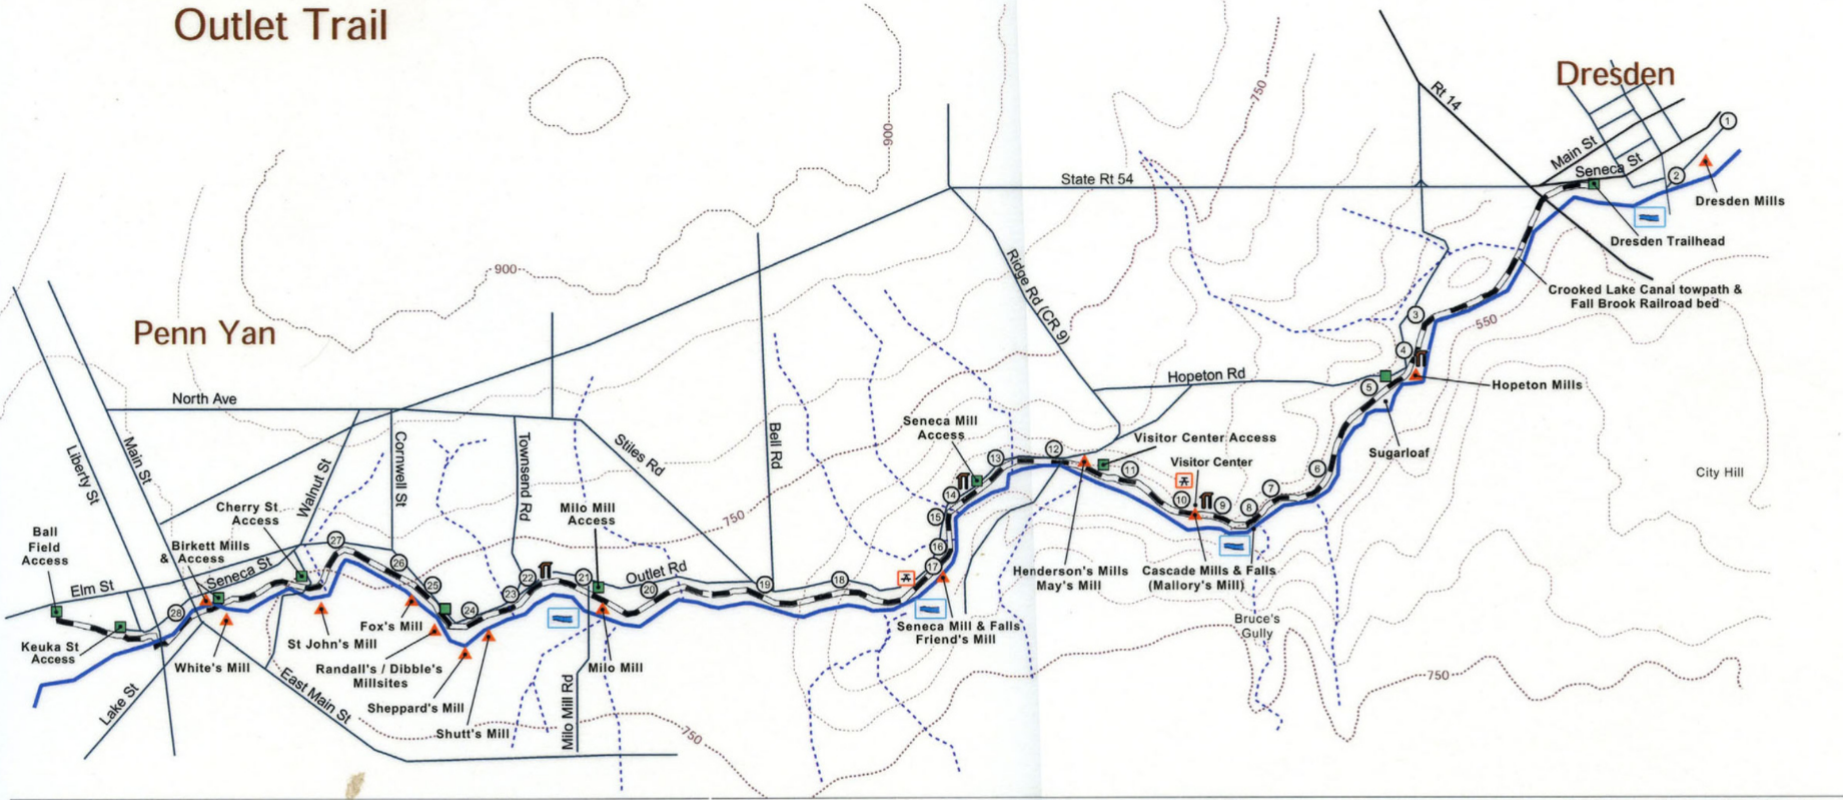 Outlet Trail
Dresden
Penn Yan
Rt 14
Main St
Seneca St
1
2
Dresden Mills
Dresden Trailhead
State Rt 54
Crooked Lake Canal towpath &
Fall Brook Railroad bed
900
900
750
550
Ridge Rd (CR 9)
3
4
5
Hopeton Mills
Hopeton Rd
Sugarloaf
City Hill
North Ave
Liberty St
Main St
Walnut St
Cornwell St
Townsend Rd
Stiles Rd
Bell Rd
Seneca Mill
Access
Visitor Center Access
Visitor Center
6
7
8
9
10
11
12
13
14
15
16
17
18
19
20
21
22
23
24
25
26
27
28
750
Cherry St
Access
Milo Mill
Access
Ball
Field
Access
Birkett Mills
& Access
Seneca St
Elm St
Outlet Rd
Henderson's Mills
May's Mill
Cascade Mills & Falls
(Mallory's Mill)
Bruce's
Gully
Seneca Mill & Falls
Friend's Mill
Keuka St
Access
White's Mill
St John's Mill
Fox's Mill
Randall's / Dibble's
Millsites
Sheppard's Mill
Shutt's Mill
Milo Mill
Milo Mill Rd
Lake St
East Main St
750
750